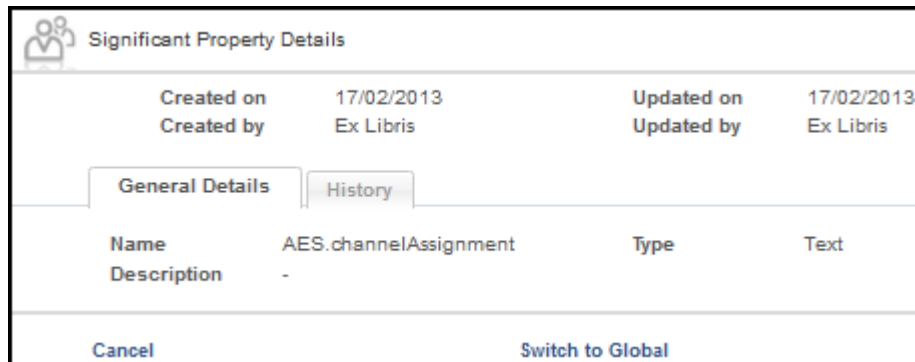 Significant Property Details
Created on 17/02/2013 Updated on 17/02/2013
Created by Ex Libris Updated by Ex Libris
General Details History
Name AES.channelAssignment Type Text
Description -
Cancel Switch to Global